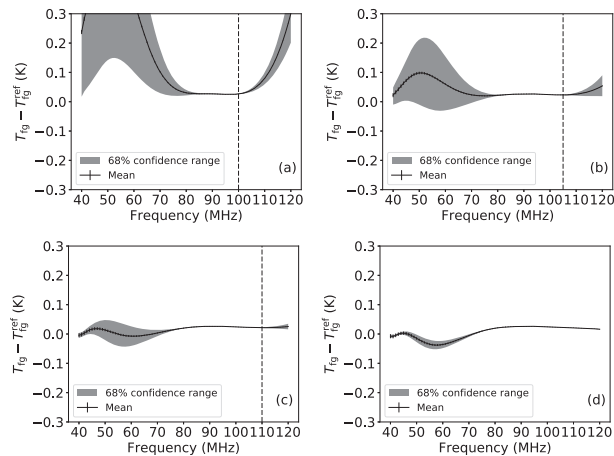 0.3
0.2
0.1
0.0
−0.1
−0.2
−0.3
T_fg − T_fg^ref (K)
68% confidence range
Mean
(a)
40 50 60 70 80 90 100 110 120
Frequency (MHz)
0.3
0.2
0.1
0.0
−0.1
−0.2
−0.3
T_fg − T_fg^ref (K)
68% confidence range
Mean
(b)
40 50 60 70 80 90 100 110 120
Frequency (MHz)
0.3
0.2
0.1
0.0
−0.1
−0.2
−0.3
T_fg − T_fg^ref (K)
68% confidence range
Mean
(c)
40 50 60 70 80 90 100 110 120
Frequency (MHz)
0.3
0.2
0.1
0.0
−0.1
−0.2
−0.3
T_fg − T_fg^ref (K)
68% confidence range
Mean
(d)
40 50 60 70 80 90 100 110 120
Frequency (MHz)